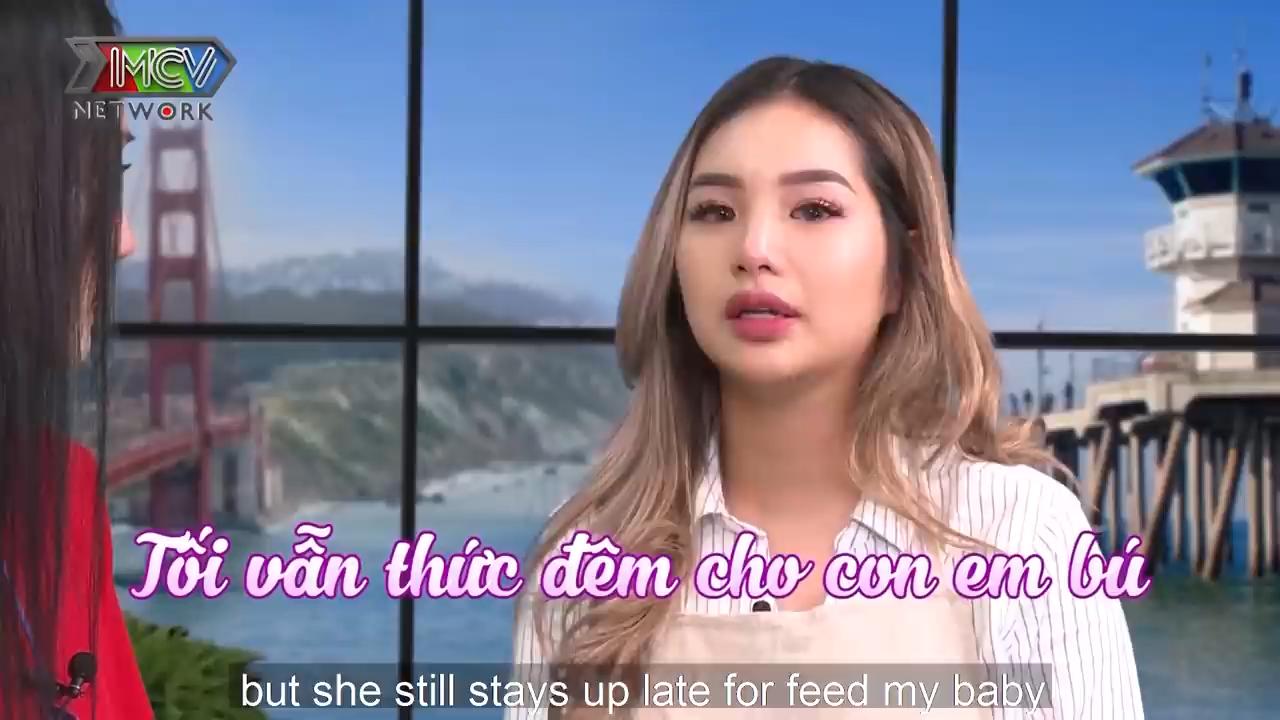 MCV
NETWORK
Tối vẫn thức đêm cho con em bú
but she still stays up late for feed my baby